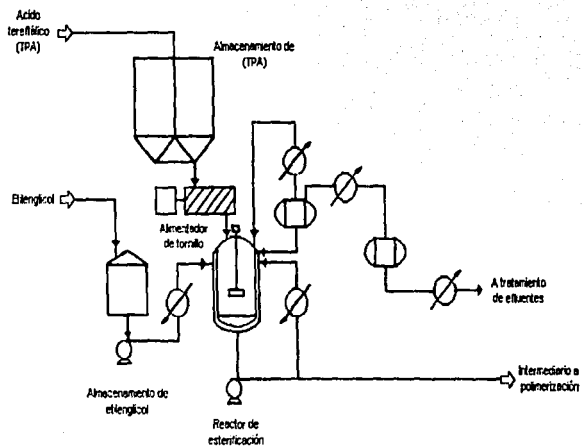 Acido
tereftálico
(TPA)
Almacenamiento de
(TPA)
Etilenglicol
Alimentador
de tornillo
A tratamiento
de efluentes
Intermediario a
polimerización
Almacenamiento de
etilenglicol
Reactor de
esterificación